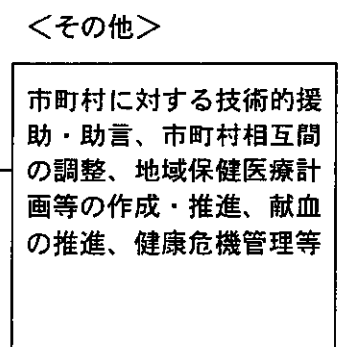 ＜その他＞
市町村に対する技術的援
助・助言、市町村相互間
の調整、地域保健医療計
画等の作成・推進、献血
の推進、健康危機管理等